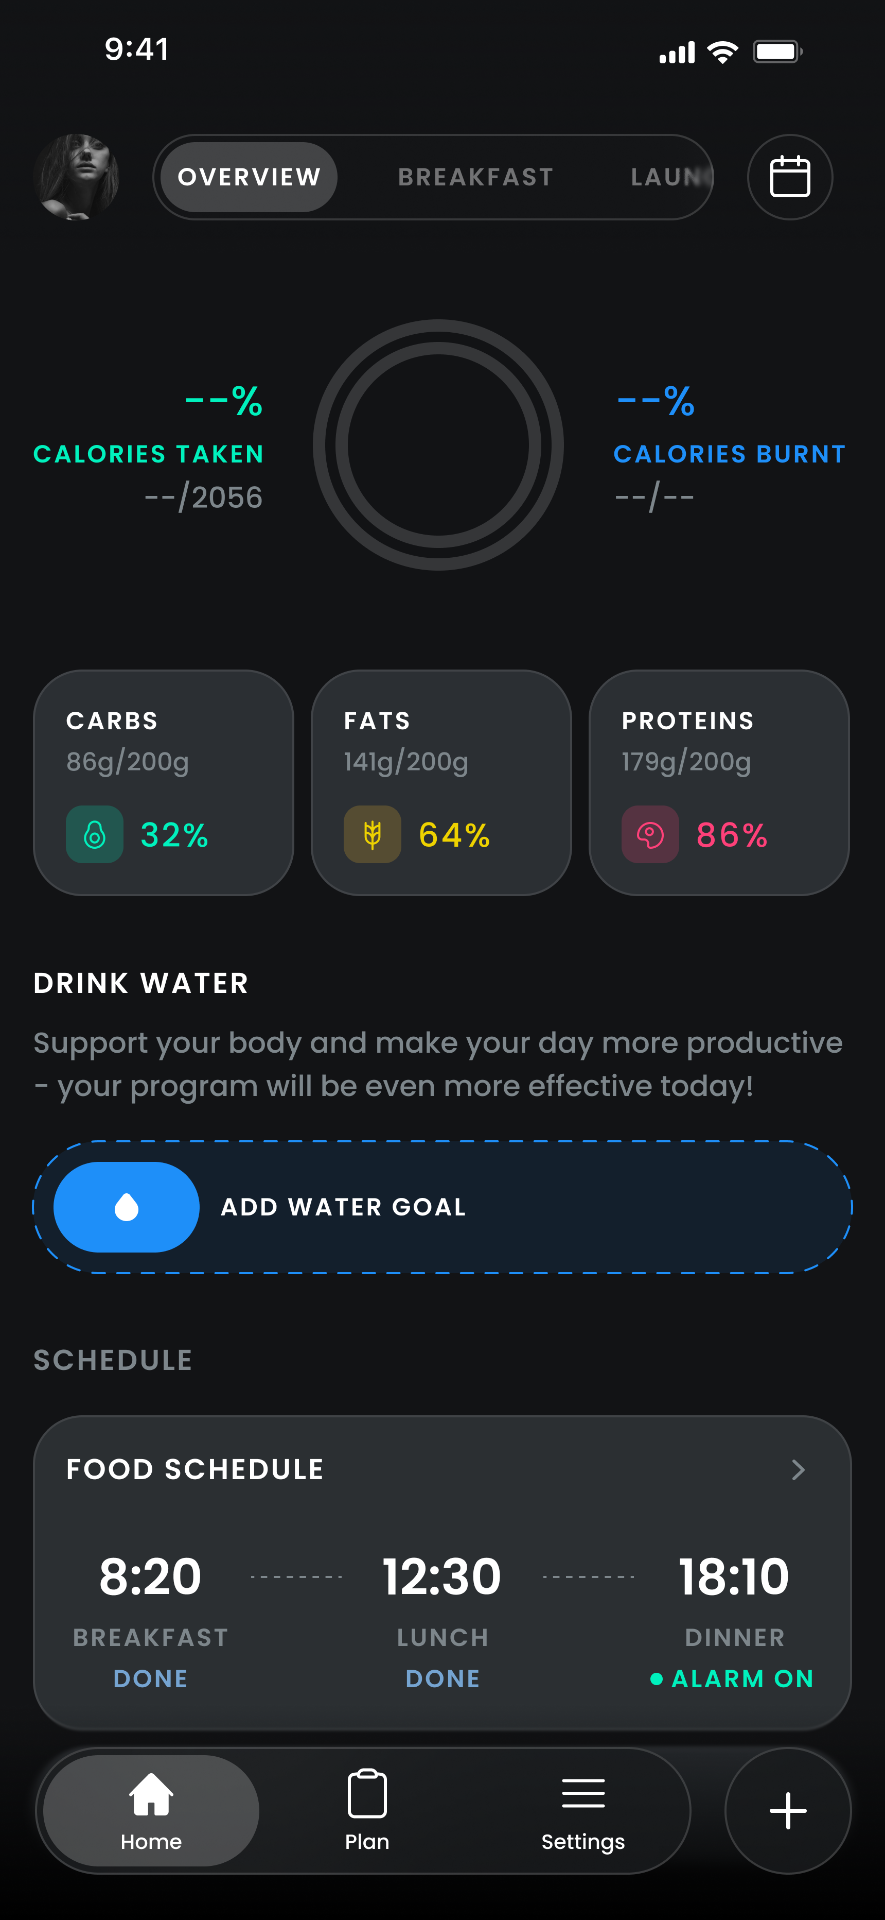 9:41
OVERVIEW BREAKFAST LAUN
--%
CALORIES TAKEN
--/2056
--%
CALORIES BURNT
--/--
CARBS
86g/200g
32%
FATS
141g/200g
64%
PROTEINS
179g/200g
86%
DRINK WATER
Support your body and make your day more productive
- your program will be even more effective today!
ADD WATER GOAL
SCHEDULE
FOOD SCHEDULE
8:20 12:30 18:10
BREAKFAST LUNCH DINNER
DONE DONE ALARM ON
Home Plan Settings